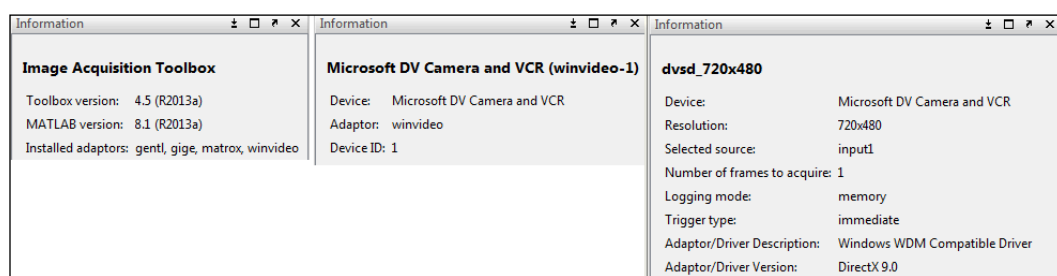 Information
Image Acquisition Toolbox
Toolbox version: 4.5 (R2013a)
MATLAB version: 8.1 (R2013a)
Installed adaptors: gentl, gige, matrox, winvideo
Information
Microsoft DV Camera and VCR (winvideo-1)
Device: Microsoft DV Camera and VCR
Adaptor: winvideo
Device ID: 1
Information
dvsd_720x480
Device: Microsoft DV Camera and VCR
Resolution: 720x480
Selected source: input1
Number of frames to acquire: 1
Logging mode: memory
Trigger type: immediate
Adaptor/Driver Description: Windows WDM Compatible Driver
Adaptor/Driver Version: DirectX 9.0